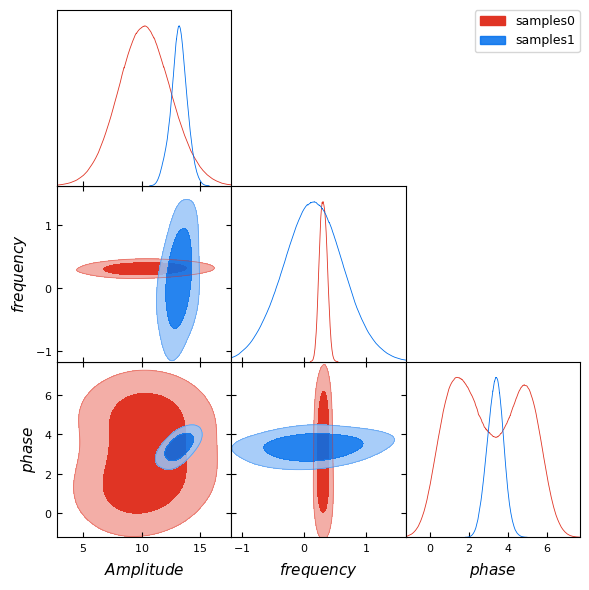 samples0
samples1
frequency
1
0
−1
phase
6
4
2
0
5 10 15
−1 0 1
0 2 4 6
Amplitude frequency phase